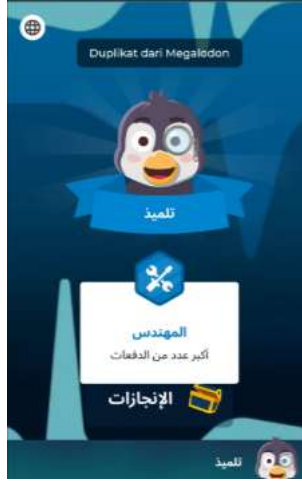 Duplikat dari Megalodon
تلميذ
المهندس
أكبر عدد من الدفعات
الإنجازات
تلميذ